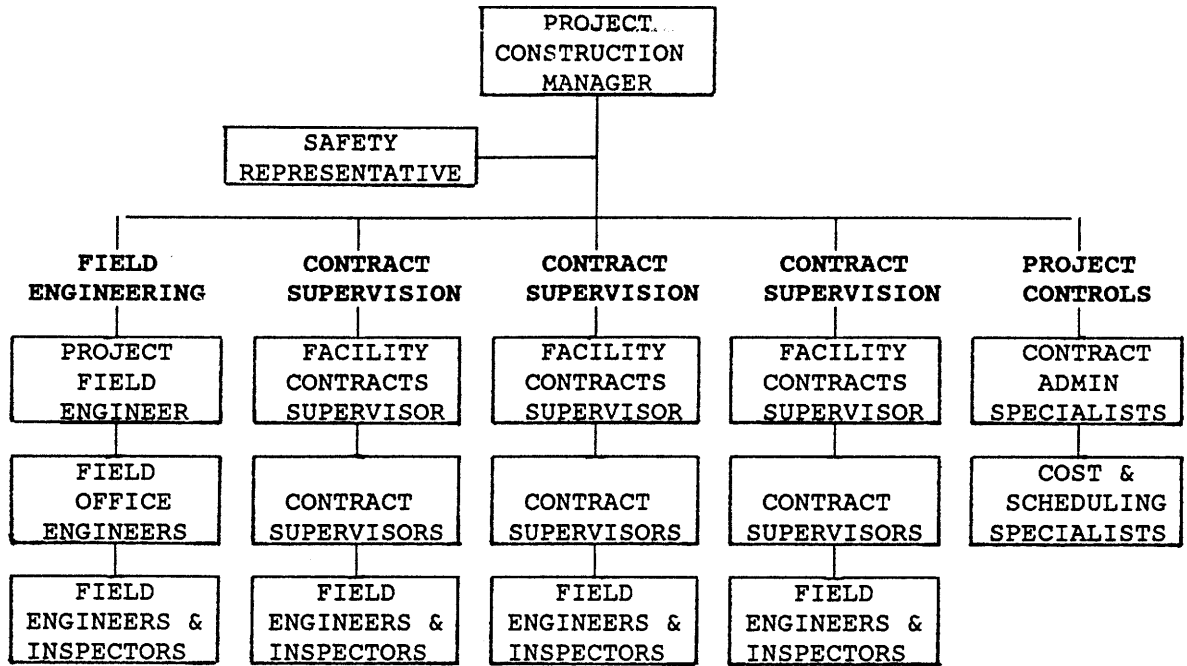 PROJECT
CONSTRUCTION
MANAGER
SAFETY
REPRESENTATIVE
FIELD
ENGINEERING
CONTRACT
SUPERVISION
CONTRACT
SUPERVISION
CONTRACT
SUPERVISION
PROJECT
CONTROLS
PROJECT
FIELD
ENGINEER
FACILITY
CONTRACTS
SUPERVISOR
FACILITY
CONTRACTS
SUPERVISOR
FACILITY
CONTRACTS
SUPERVISOR
CONTRACT
ADMIN
SPECIALISTS
FIELD
OFFICE
ENGINEERS
CONTRACT
SUPERVISORS
CONTRACT
SUPERVISORS
CONTRACT
SUPERVISORS
COST &
SCHEDULING
SPECIALISTS
FIELD
ENGINEERS &
INSPECTORS
FIELD
ENGINEERS &
INSPECTORS
FIELD
ENGINEERS &
INSPECTORS
FIELD
ENGINEERS &
INSPECTORS